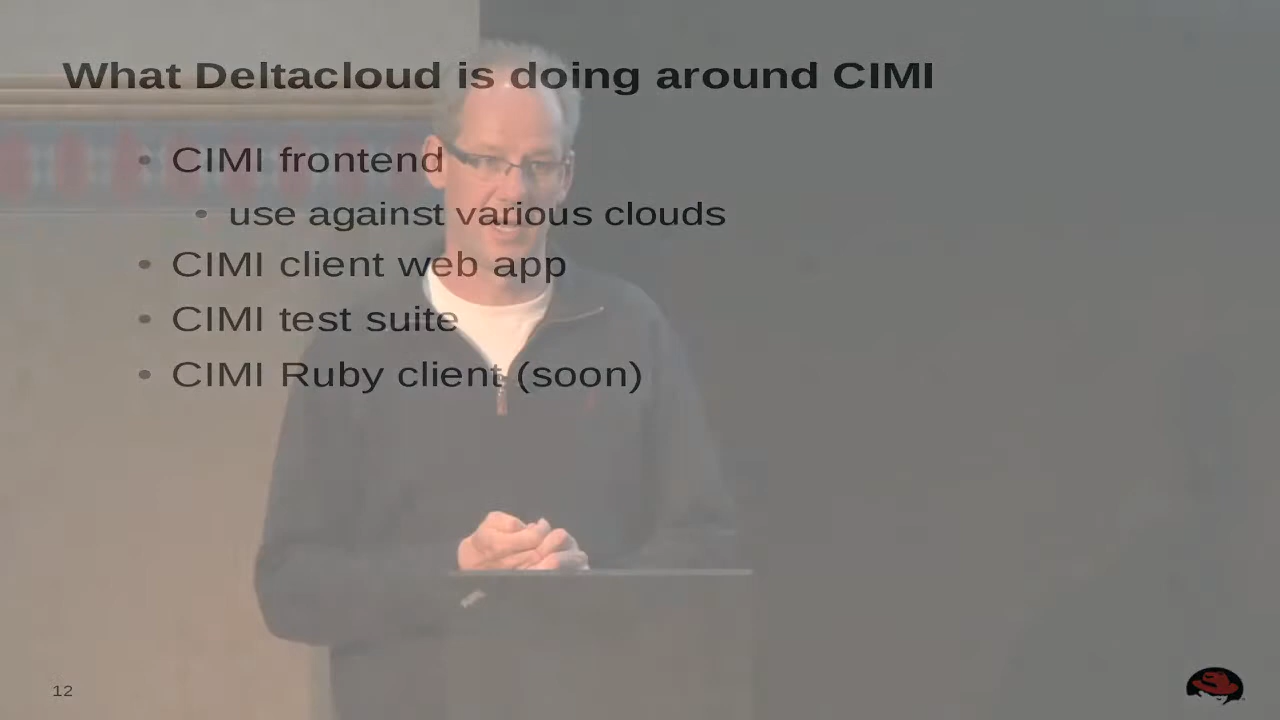 What Deltacloud is doing around CIMI
• CIMI frontend
• use against various clouds
• CIMI client web app
• CIMI test suite
• CIMI Ruby client (soon)
12